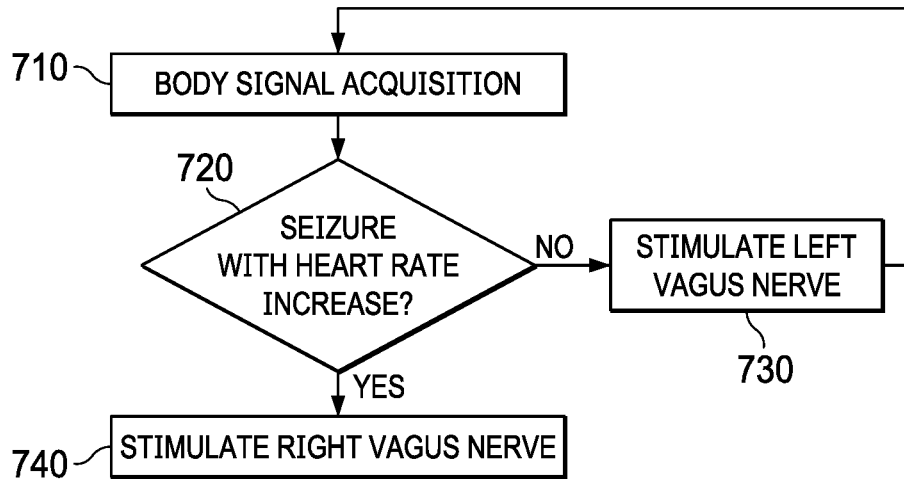 710
BODY SIGNAL ACQUISITION
720
SEIZURE
WITH HEART RATE
INCREASE?
NO
STIMULATE LEFT
VAGUS NERVE
730
YES
740
STIMULATE RIGHT VAGUS NERVE